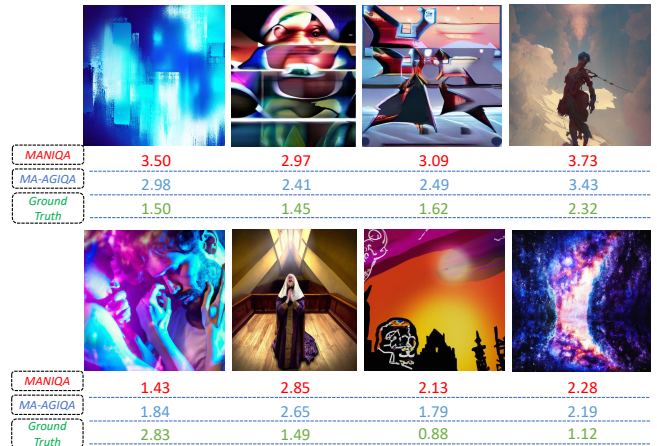 MANIQA 3.50 2.97 3.09 3.73
MA-AGIQA 2.98 2.41 2.49 3.43
Ground
Truth 1.50 1.45 1.62 2.32
MANIQA 1.43 2.85 2.13 2.28
MA-AGIQA 1.84 2.65 1.79 2.19
Ground
Truth 2.83 1.49 0.88 1.12